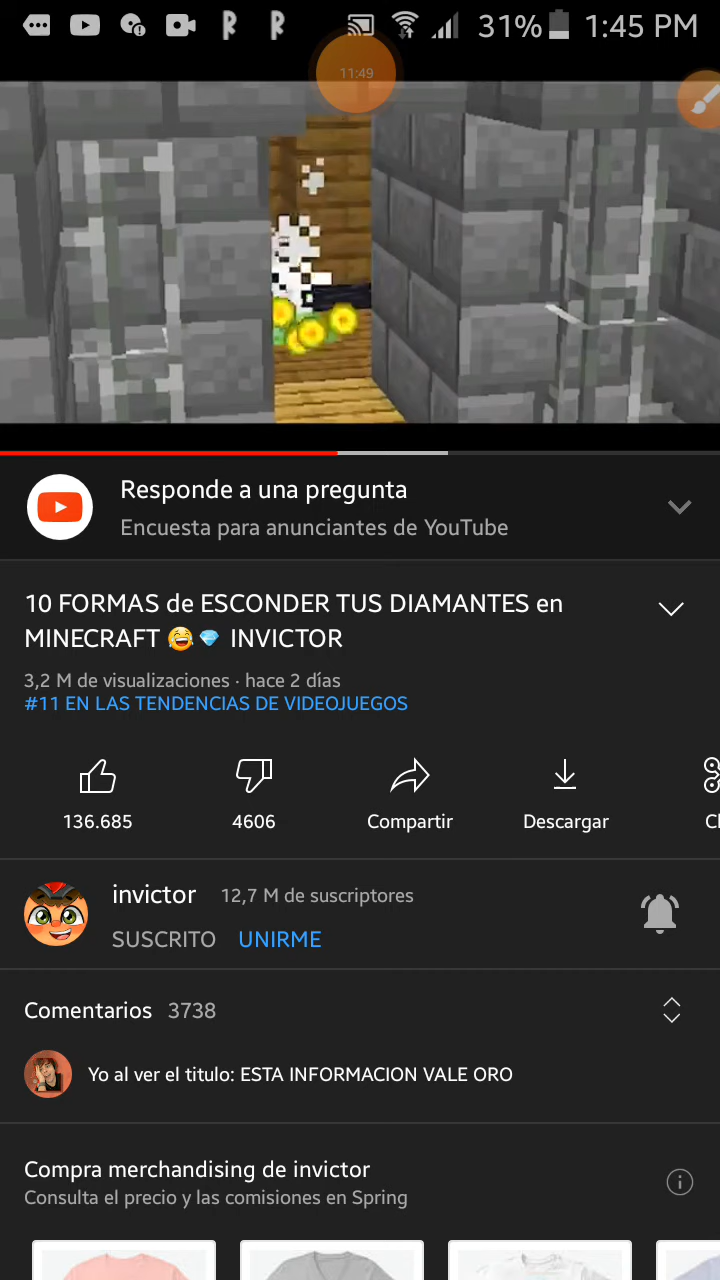 31% 1:45 PM
11:49
Responde a una pregunta
Encuesta para anunciantes de YouTube
10 FORMAS de ESCONDER TUS DIAMANTES en
MINECRAFT 😂💎 INVICTOR
3,2 M de visualizaciones · hace 2 días
#11 EN LAS TENDENCIAS DE VIDEOJUEGOS
136.685 4606 Compartir Descargar
invictor 12,7 M de suscriptores
SUSCRITO UNIRME
Comentarios 3738
Yo al ver el titulo: ESTA INFORMACION VALE ORO
Compra merchandising de invictor
Consulta el precio y las comisiones en Spring